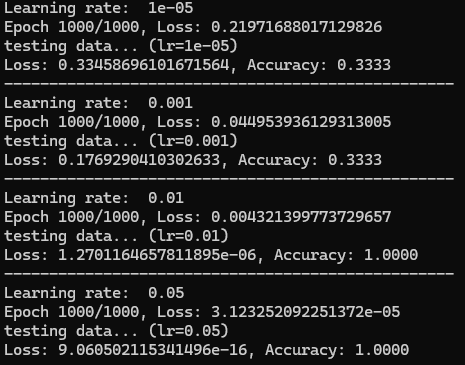 Learning rate:  1e-05
Epoch 1000/1000, Loss: 0.21971688017129826
testing data... (lr=1e-05)
Loss: 0.33458696101671564, Accuracy: 0.3333
--------------------------------------------------
Learning rate:  0.001
Epoch 1000/1000, Loss: 0.044953936129313005
testing data... (lr=0.001)
Loss: 0.1769290410302633, Accuracy: 0.3333
--------------------------------------------------
Learning rate:  0.01
Epoch 1000/1000, Loss: 0.004321399773729657
testing data... (lr=0.01)
Loss: 1.2701164657811895e-06, Accuracy: 1.0000
--------------------------------------------------
Learning rate:  0.05
Epoch 1000/1000, Loss: 3.123252092251372e-05
testing data... (lr=0.05)
Loss: 9.060502115341496e-16, Accuracy: 1.0000